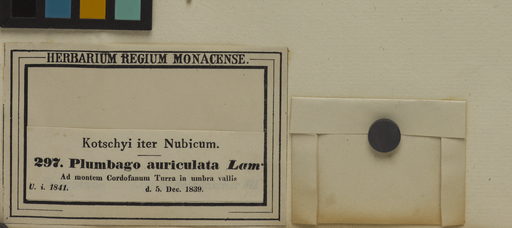 HERBARIUM REGIUM MONACENSE.
Kotschyi iter Nubicum.
297. Plumbago auriculata Lam
Ad montem Cordofanum Turra in umbra vallis
U. i. 1841. d. 5. Dec. 1839.